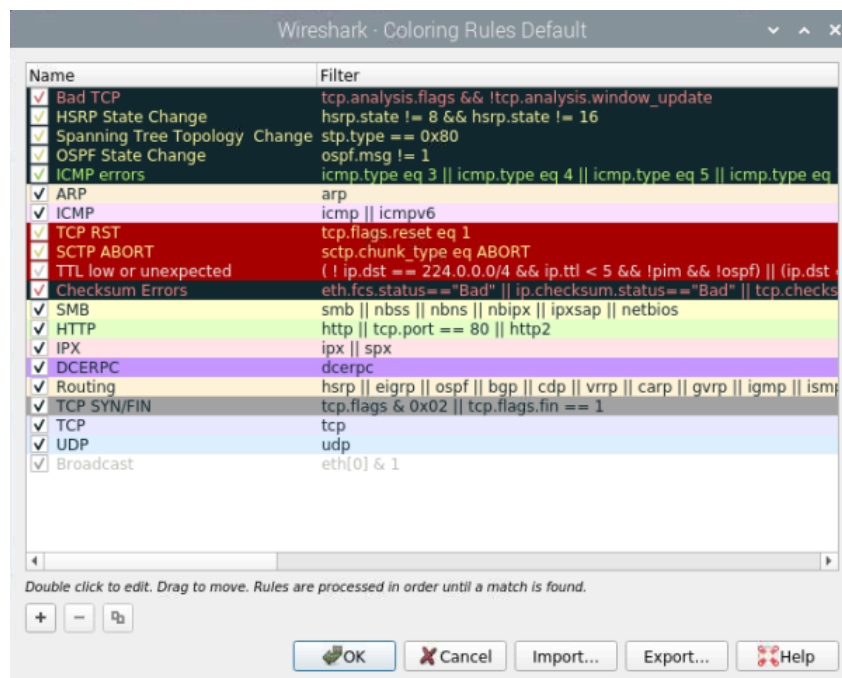 Wireshark · Coloring Rules Default
Name Filter
Bad TCP tcp.analysis.flags && !tcp.analysis.window_update
HSRP State Change hsrp.state != 8 && hsrp.state != 16
Spanning Tree Topology  Change stp.type == 0x80
OSPF State Change ospf.msg != 1
ICMP errors icmp.type eq 3 || icmp.type eq 4 || icmp.type eq 5 || icmp.type eq
ARP arp
ICMP icmp || icmpv6
TCP RST tcp.flags.reset eq 1
SCTP ABORT sctp.chunk_type eq ABORT
TTL low or unexpected ( ! ip.dst == 224.0.0.0/4 && ip.ttl < 5 && !pim && !ospf) || (ip.dst
Checksum Errors eth.fcs.status=="Bad" || ip.checksum.status=="Bad" || tcp.checks
SMB smb || nbss || nbns || nbipx || ipxsap || netbios
HTTP http || tcp.port == 80 || http2
IPX ipx || spx
DCERPC dcerpc
Routing hsrp || eigrp || ospf || bgp || cdp || vrrp || carp || gvrp || igmp || ism
TCP SYN/FIN tcp.flags & 0x02 || tcp.flags.fin == 1
TCP tcp
UDP udp
Broadcast eth[0] & 1
Double click to edit. Drag to move. Rules are processed in order until a match is found.
OK Cancel Import... Export... Help